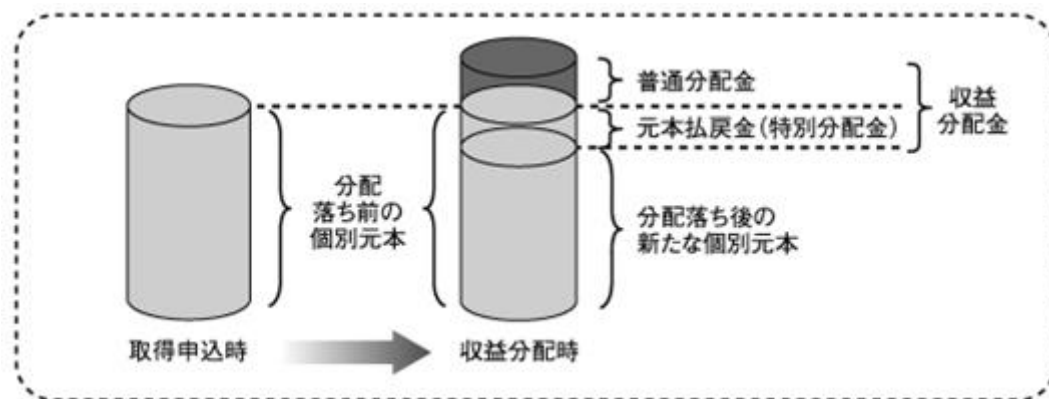 普通分配金
元本払戻金(特別分配金)
収益
分配金
分配
落ち前の
個別元本
分配落ち後の
新たな個別元本
取得申込時
収益分配時